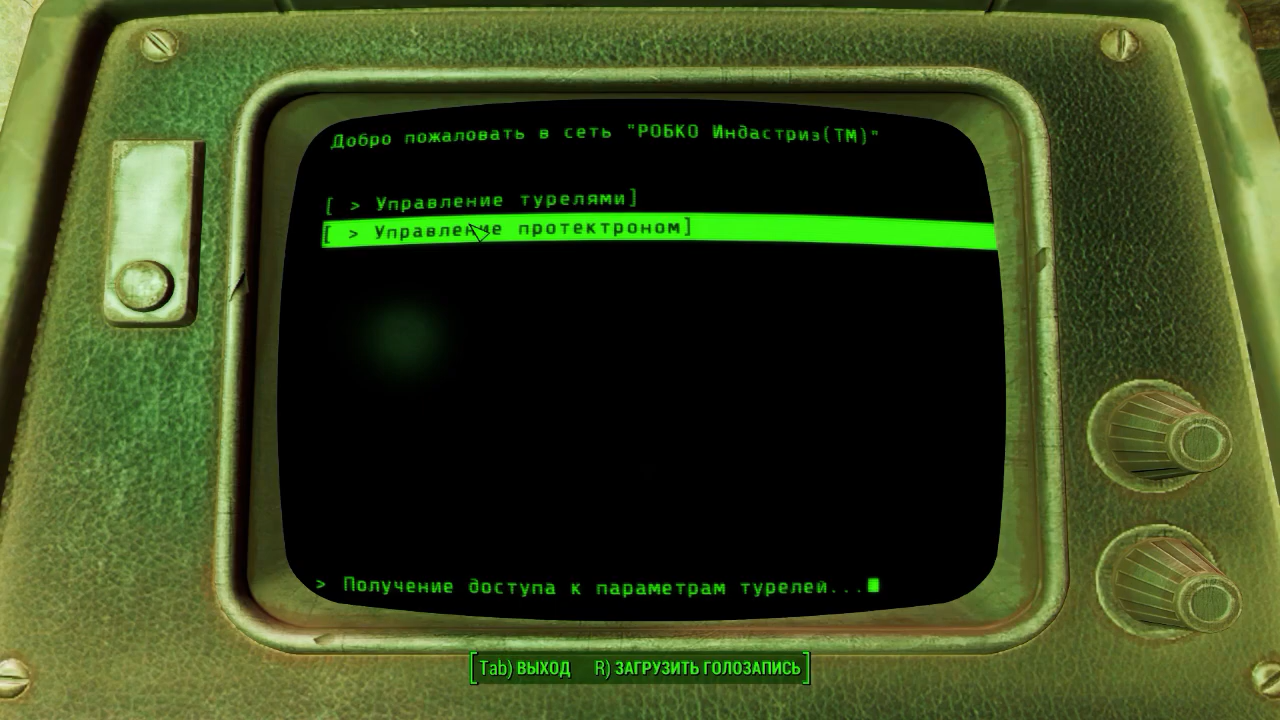 Добро пожаловать в сеть "РОБКО Индастриз(ТМ)"
[ > Управление турелями]
[ > Управление протектроном]
> Получение доступа к параметрам турелей...
Tab) ВЫХОД R) ЗАГРУЗИТЬ ГОЛОЗАПИСЬ